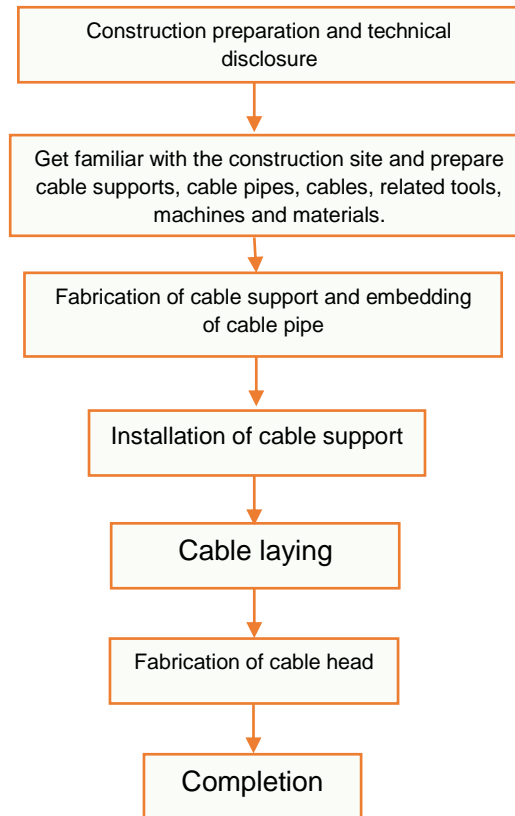 Construction preparation and technical
disclosure
Get familiar with the construction site and prepare
cable supports, cable pipes, cables, related tools,
machines and materials.
Fabrication of cable support and embedding
of cable pipe
Installation of cable support
Cable laying
Fabrication of cable head
Completion